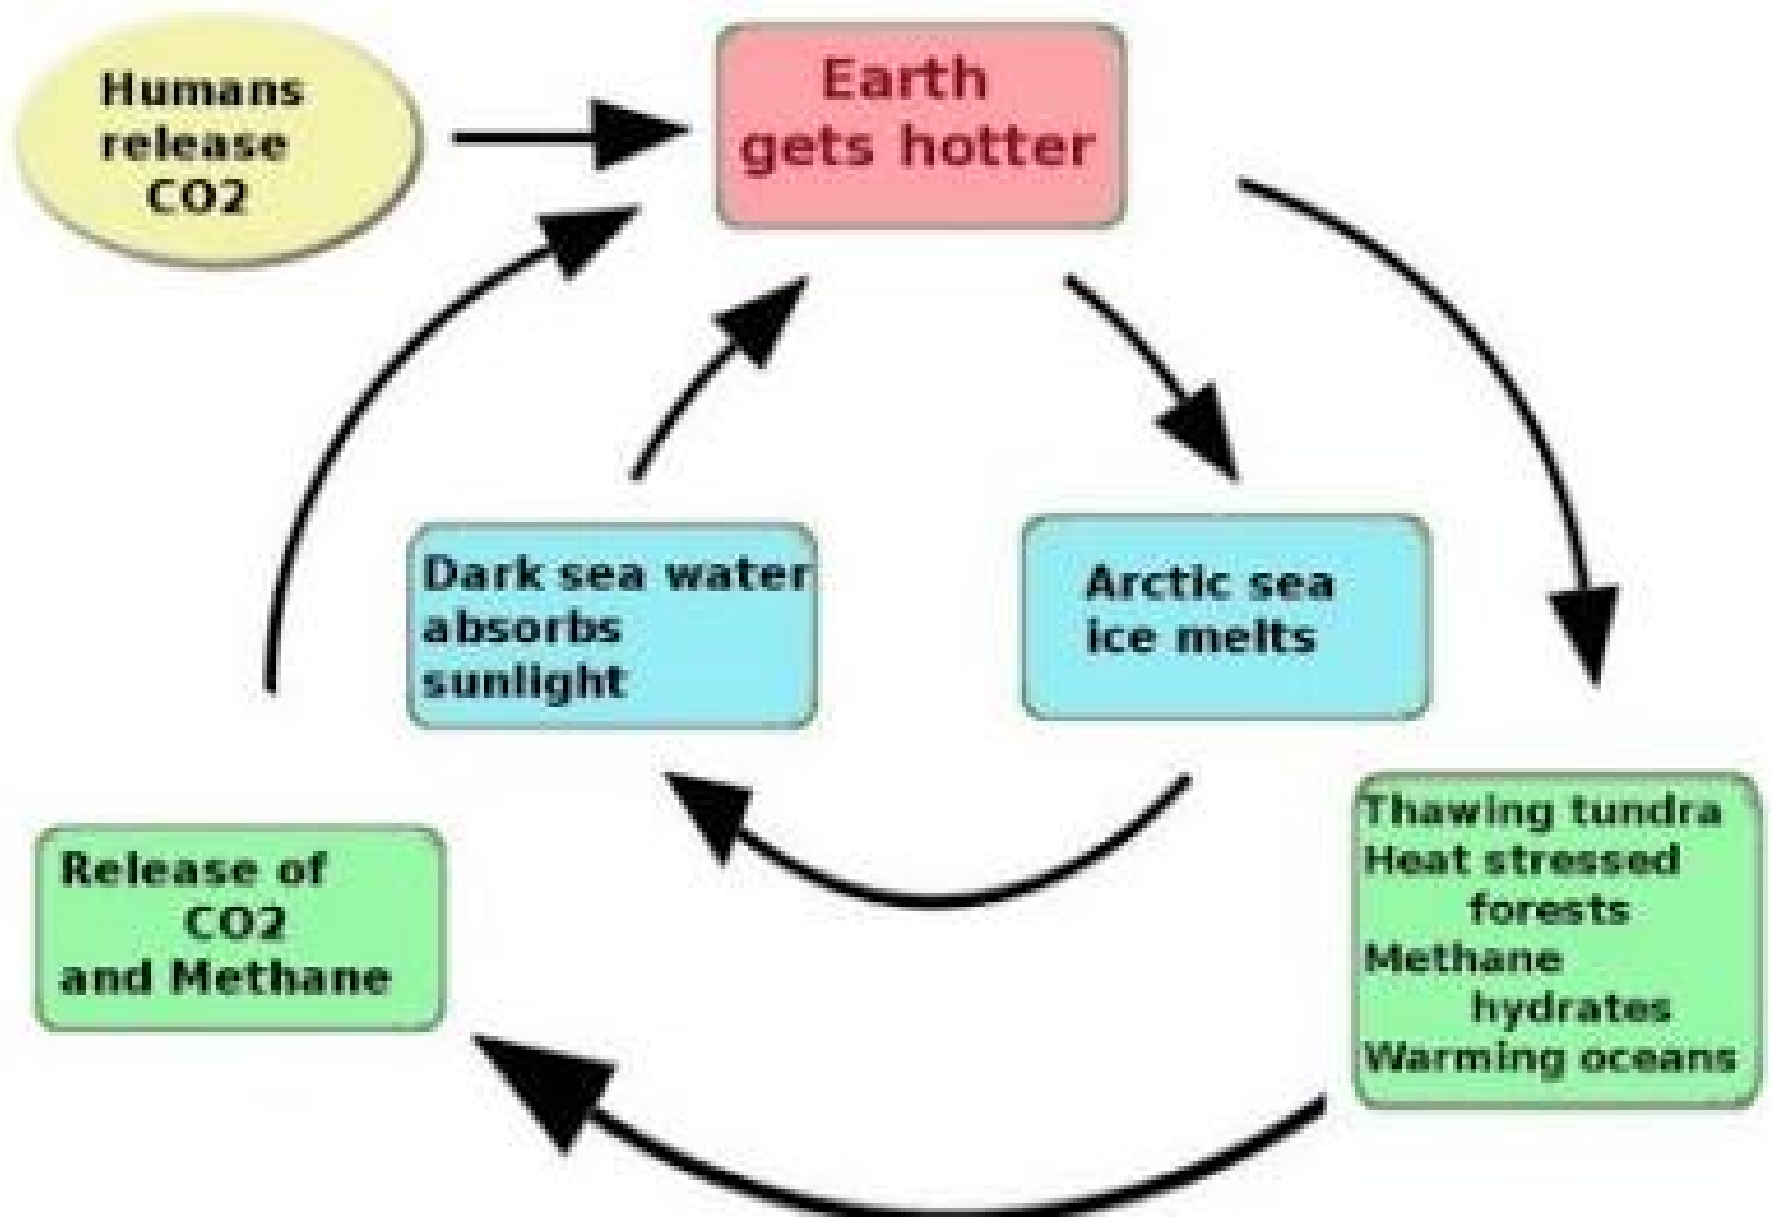 Humans
release
CO2
Earth
gets hotter
Dark sea water
absorbs
sunlight
Arctic sea
ice melts
Release of
CO2
and Methane
Thawing tundra
Heat stressed
forests
Methane
hydrates
Warming oceans